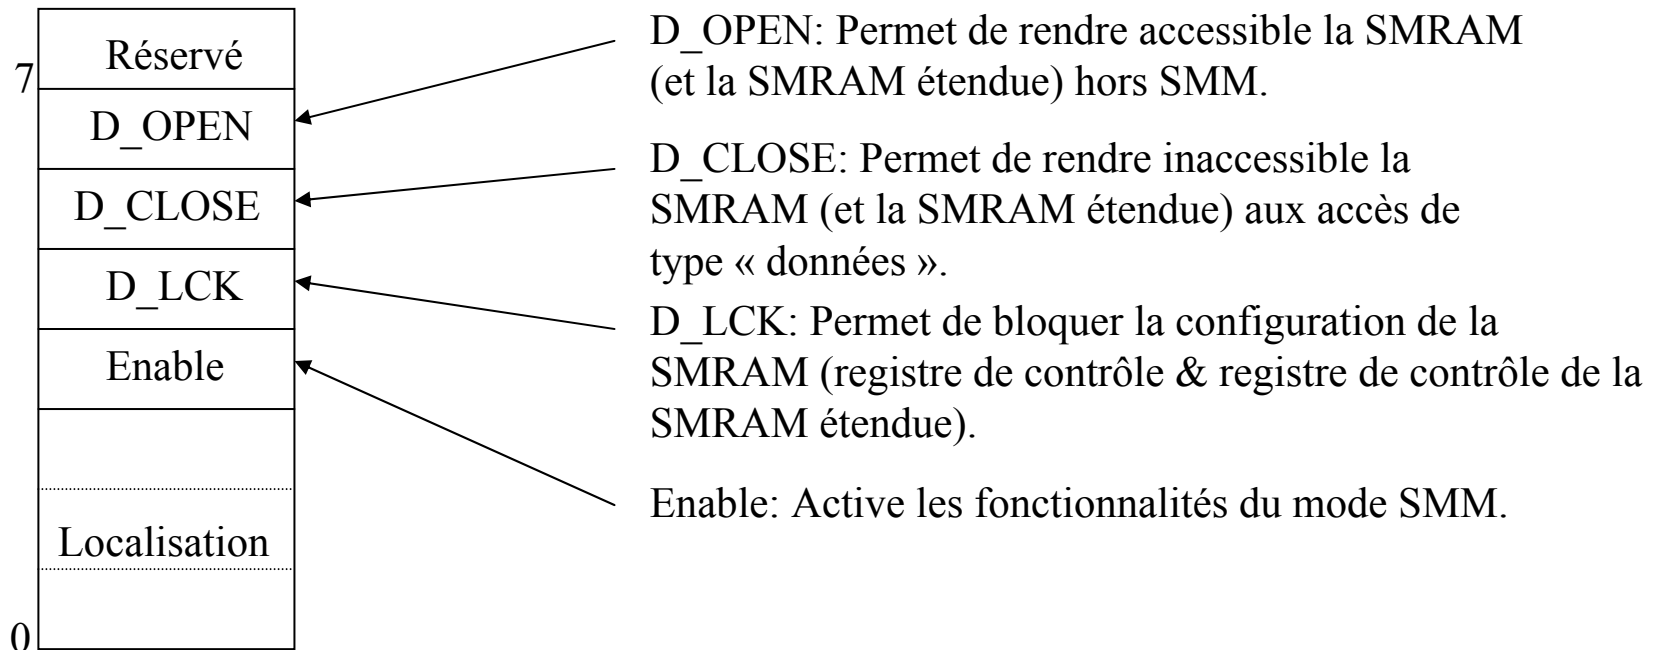 7
Réservé
D_OPEN
D_CLOSE
D_LCK
Enable
Localisation
0
D_OPEN: Permet de rendre accessible la SMRAM
(et la SMRAM étendue) hors SMM.
D_CLOSE: Permet de rendre inaccessible la
SMRAM (et la SMRAM étendue) aux accès de
type « données ».
D_LCK: Permet de bloquer la configuration de la
SMRAM (registre de contrôle & registre de contrôle de la
SMRAM étendue).
Enable: Active les fonctionnalités du mode SMM.